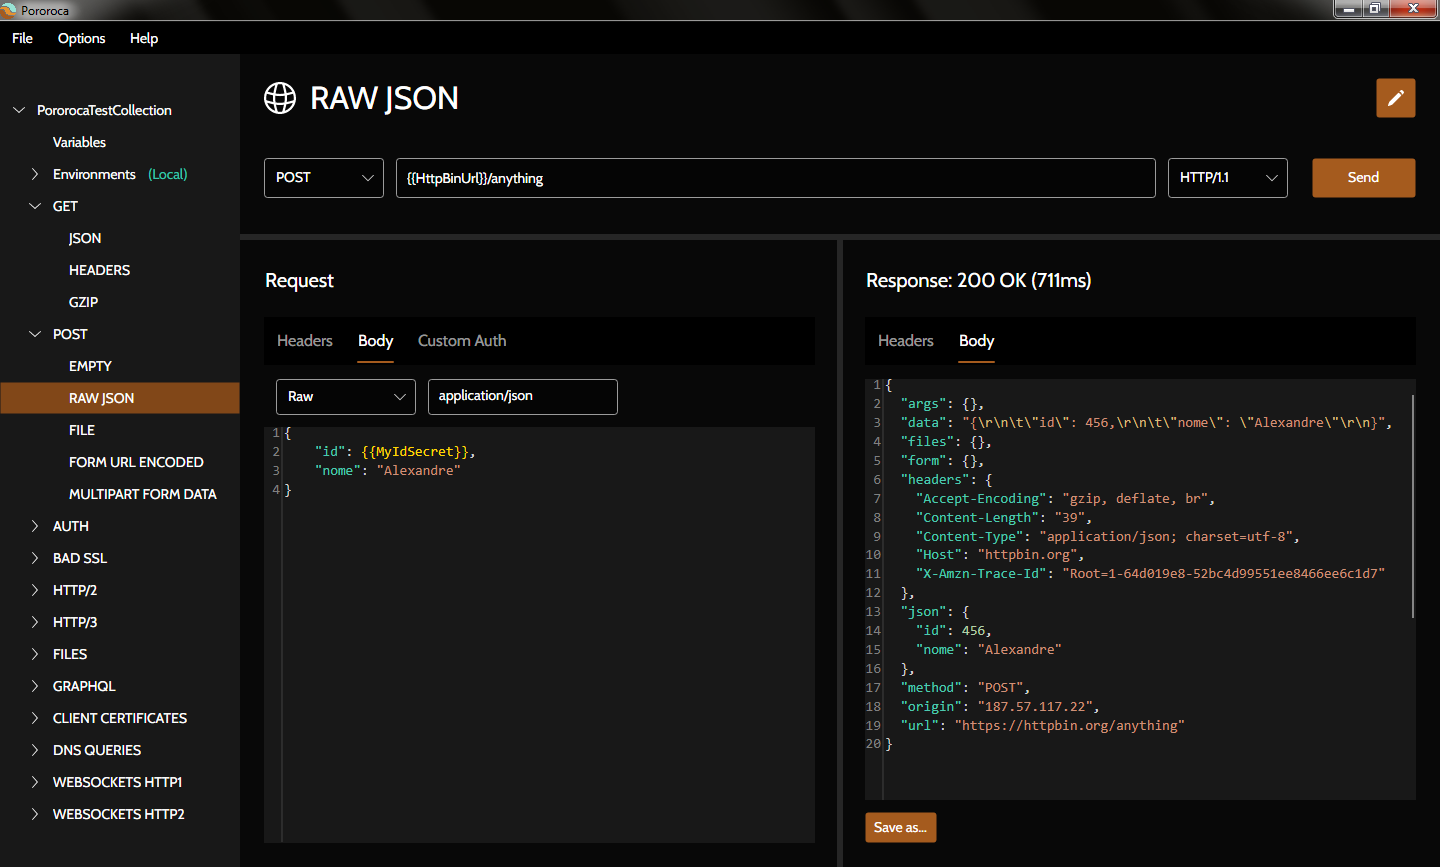 Pororoca
File Options Help
PororocaTestCollection
Variables
Environments (Local)
GET
JSON
HEADERS
GZIP
POST
EMPTY
RAW JSON
FILE
FORM URL ENCODED
MULTIPART FORM DATA
AUTH
BAD SSL
HTTP/2
HTTP/3
FILES
GRAPHQL
CLIENT CERTIFICATES
DNS QUERIES
WEBSOCKETS HTTP1
WEBSOCKETS HTTP2
RAW JSON
POST {{HttpBinUrl}}/anything HTTP/1.1 Send
Request
Headers Body Custom Auth
Raw application/json
1 {
2 "id": {{MyIdSecret}},
3 "nome": "Alexandre"
4 }
Response: 200 OK (711ms)
Headers Body
1 {
2 "args": {},
3 "data": "{\r\n\t\"id\": 456,\r\n\t\"nome\": \"Alexandre\"\r\n}",
4 "files": {},
5 "form": {},
6 "headers": {
7 "Accept-Encoding": "gzip, deflate, br",
8 "Content-Length": "39",
9 "Content-Type": "application/json; charset=utf-8",
10 "Host": "httpbin.org",
11 "X-Amzn-Trace-Id": "Root=1-64d019e8-52bc4d99551ee8466ee6c1d7"
12 },
13 "json": {
14 "id": 456,
15 "nome": "Alexandre"
16 },
17 "method": "POST",
18 "origin": "187.57.117.22",
19 "url": "https://httpbin.org/anything"
20 }
Save as...